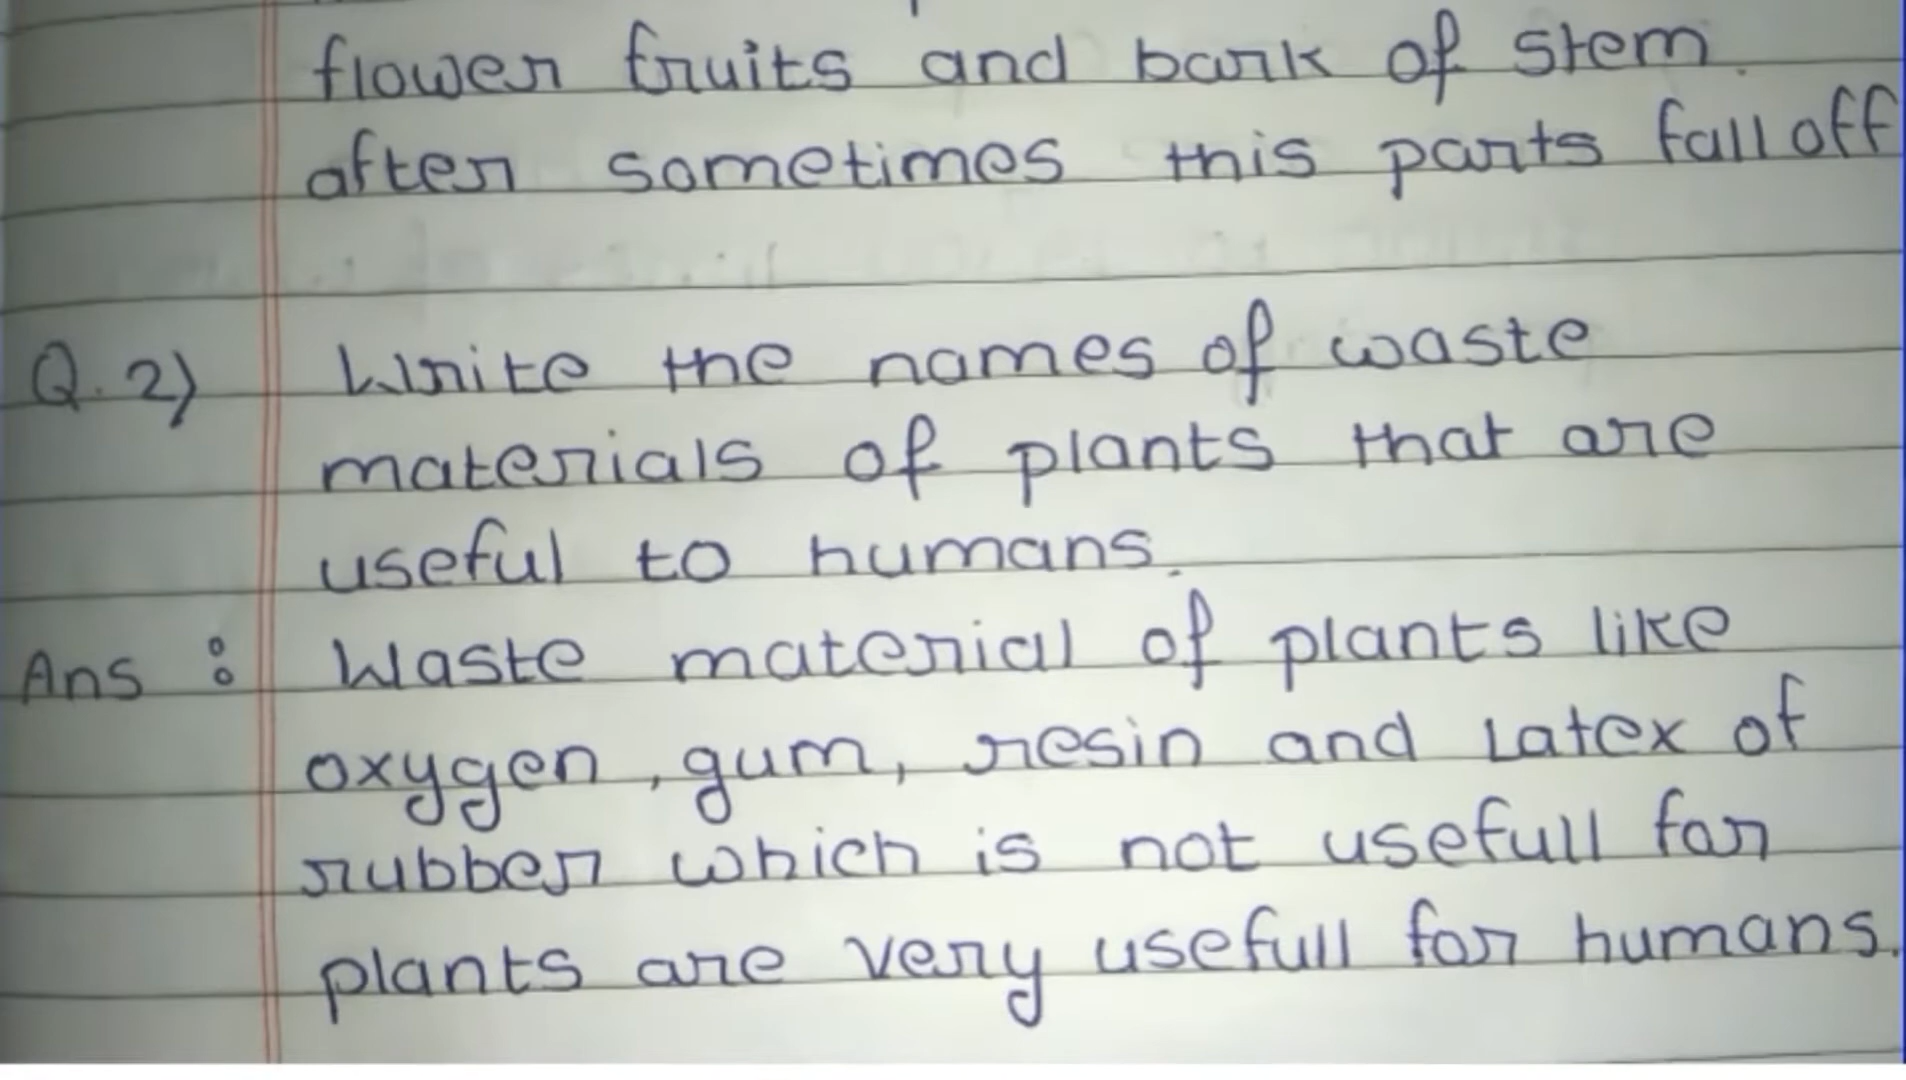 flower fruits and bark of stem.
after sometimes this parts fall off
Q.2) Write the names of waste
materials of plants that are
useful to humans.
Ans : Waste material of plants like
oxygen, gum, resin and Latex of
rubber which is not usefull for
plants are very usefull for humans.